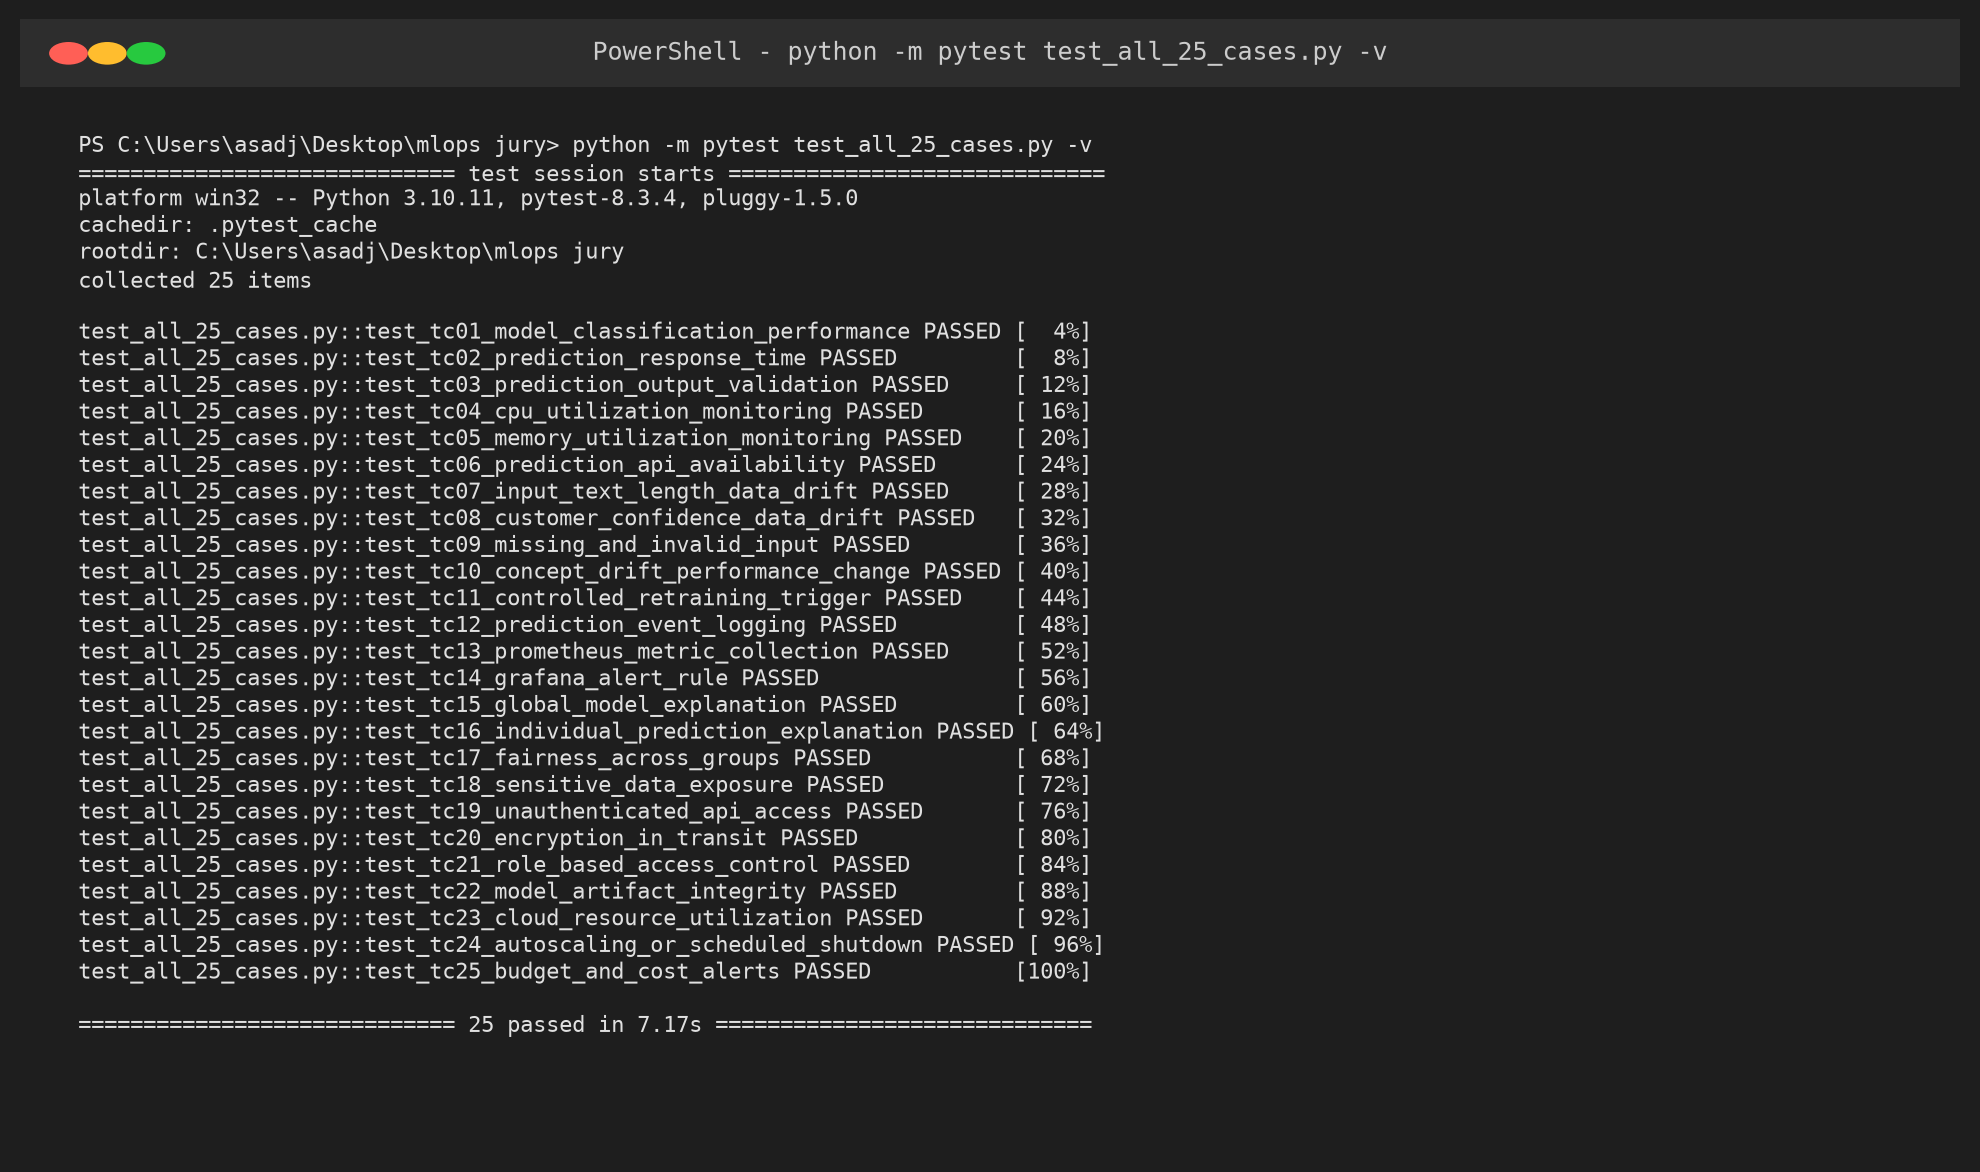 PowerShell - python -m pytest test_all_25_cases.py -v
PS C:\Users\asadj\Desktop\mlops jury> python -m pytest test_all_25_cases.py -v
============================= test session starts =============================
platform win32 -- Python 3.10.11, pytest-8.3.4, pluggy-1.5.0
cachedir: .pytest_cache
rootdir: C:\Users\asadj\Desktop\mlops jury
collected 25 items
test_all_25_cases.py::test_tc01_model_classification_performance PASSED [  4%]
test_all_25_cases.py::test_tc02_prediction_response_time PASSED         [  8%]
test_all_25_cases.py::test_tc03_prediction_output_validation PASSED     [ 12%]
test_all_25_cases.py::test_tc04_cpu_utilization_monitoring PASSED       [ 16%]
test_all_25_cases.py::test_tc05_memory_utilization_monitoring PASSED    [ 20%]
test_all_25_cases.py::test_tc06_prediction_api_availability PASSED      [ 24%]
test_all_25_cases.py::test_tc07_input_text_length_data_drift PASSED     [ 28%]
test_all_25_cases.py::test_tc08_customer_confidence_data_drift PASSED   [ 32%]
test_all_25_cases.py::test_tc09_missing_and_invalid_input PASSED        [ 36%]
test_all_25_cases.py::test_tc10_concept_drift_performance_change PASSED [ 40%]
test_all_25_cases.py::test_tc11_controlled_retraining_trigger PASSED    [ 44%]
test_all_25_cases.py::test_tc12_prediction_event_logging PASSED         [ 48%]
test_all_25_cases.py::test_tc13_prometheus_metric_collection PASSED     [ 52%]
test_all_25_cases.py::test_tc14_grafana_alert_rule PASSED               [ 56%]
test_all_25_cases.py::test_tc15_global_model_explanation PASSED         [ 60%]
test_all_25_cases.py::test_tc16_individual_prediction_explanation PASSED [ 64%]
test_all_25_cases.py::test_tc17_fairness_across_groups PASSED           [ 68%]
test_all_25_cases.py::test_tc18_sensitive_data_exposure PASSED          [ 72%]
test_all_25_cases.py::test_tc19_unauthenticated_api_access PASSED       [ 76%]
test_all_25_cases.py::test_tc20_encryption_in_transit PASSED            [ 80%]
test_all_25_cases.py::test_tc21_role_based_access_control PASSED        [ 84%]
test_all_25_cases.py::test_tc22_model_artifact_integrity PASSED         [ 88%]
test_all_25_cases.py::test_tc23_cloud_resource_utilization PASSED       [ 92%]
test_all_25_cases.py::test_tc24_autoscaling_or_scheduled_shutdown PASSED [ 96%]
test_all_25_cases.py::test_tc25_budget_and_cost_alerts PASSED           [100%]
============================= 25 passed in 7.17s =============================